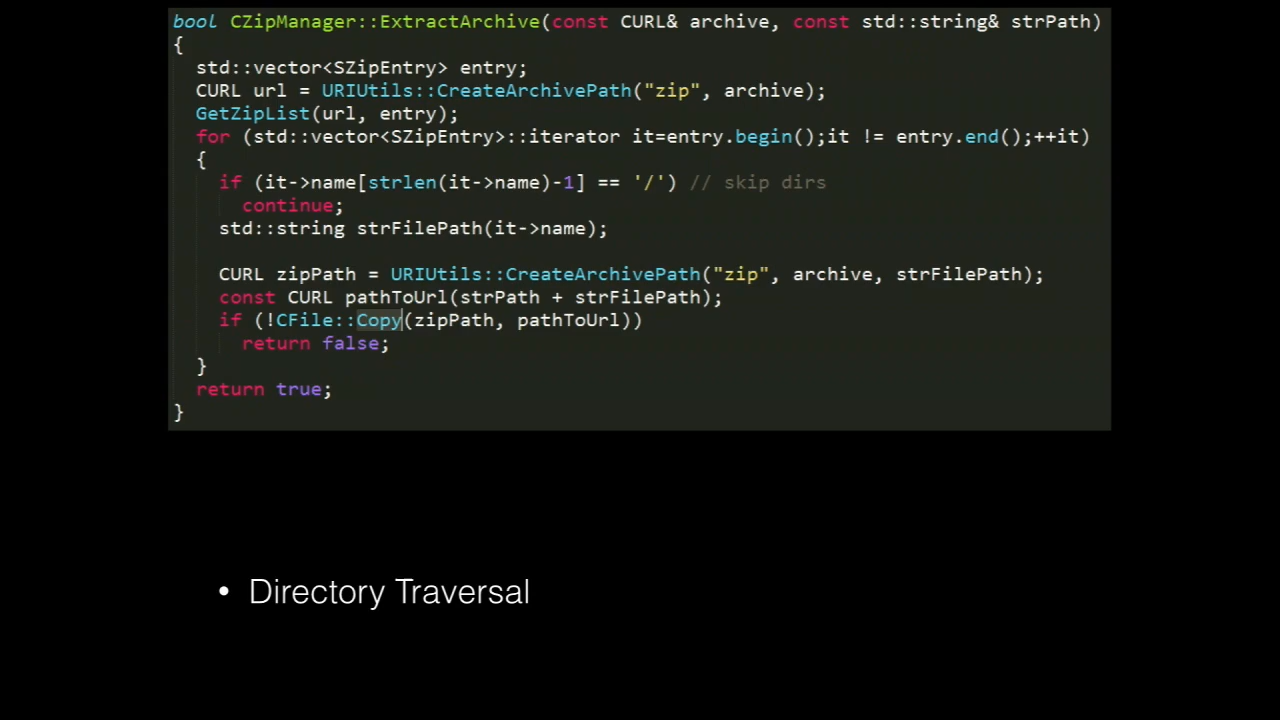 bool CZipManager::ExtractArchive(const CURL& archive, const std::string& strPath)
{
  std::vector<SZipEntry> entry;
  CURL url = URIUtils::CreateArchivePath("zip", archive);
  GetZipList(url, entry);
  for (std::vector<SZipEntry>::iterator it=entry.begin();it != entry.end();++it)
  {
    if (it->name[strlen(it->name)-1] == '/') // skip dirs
      continue;
    std::string strFilePath(it->name);

    CURL zipPath = URIUtils::CreateArchivePath("zip", archive, strFilePath);
    const CURL pathToUrl(strPath + strFilePath);
    if (!CFile::Copy(zipPath, pathToUrl))
      return false;
  }
  return true;
}
• Directory Traversal